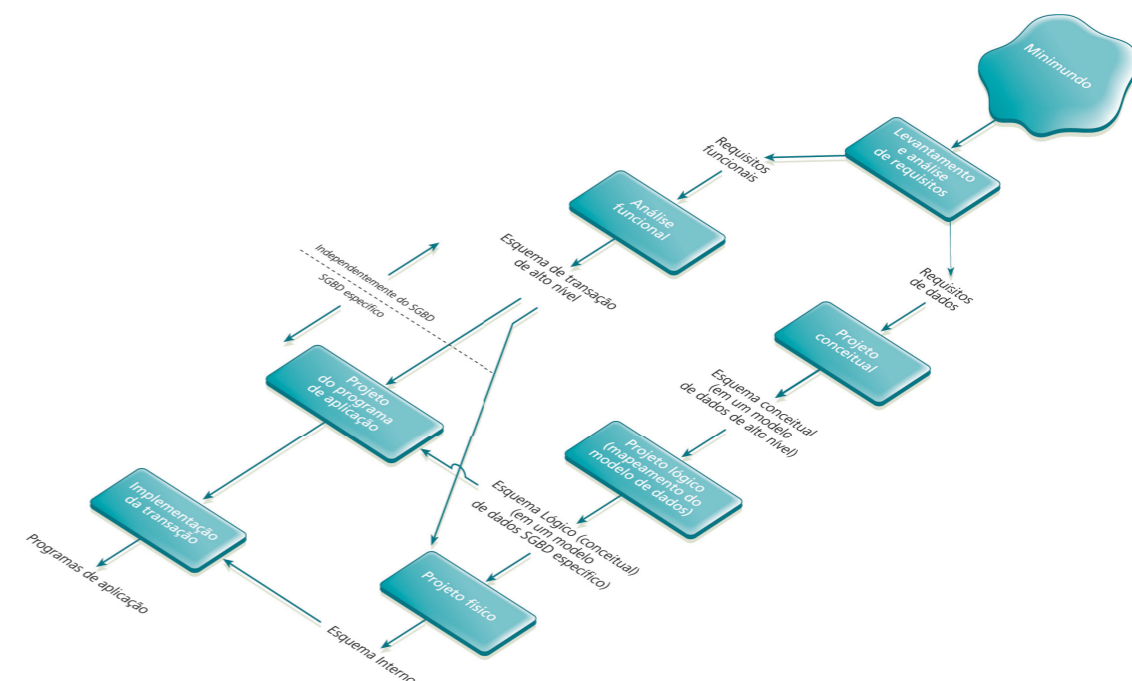 Minimundo
Levantamento
e análise
de requisitos
Requisitos
funcionais
Análise
funcional
Esquema de transação
de alto nível
Requisitos
de dados
Projeto
conceitual
Esquema conceitual
(em um modelo
de dados de alto nível)
Projeto lógico
(mapeamento do
modelo de dados)
Independentemente do SGBD
SGBD específico
Projeto
do programa
de aplicação
Esquema Lógico (conceitual)
(em um modelo
de dados SGBD específico)
Implementação
da transação
Programas de aplicação
Projeto físico
Esquema Interno